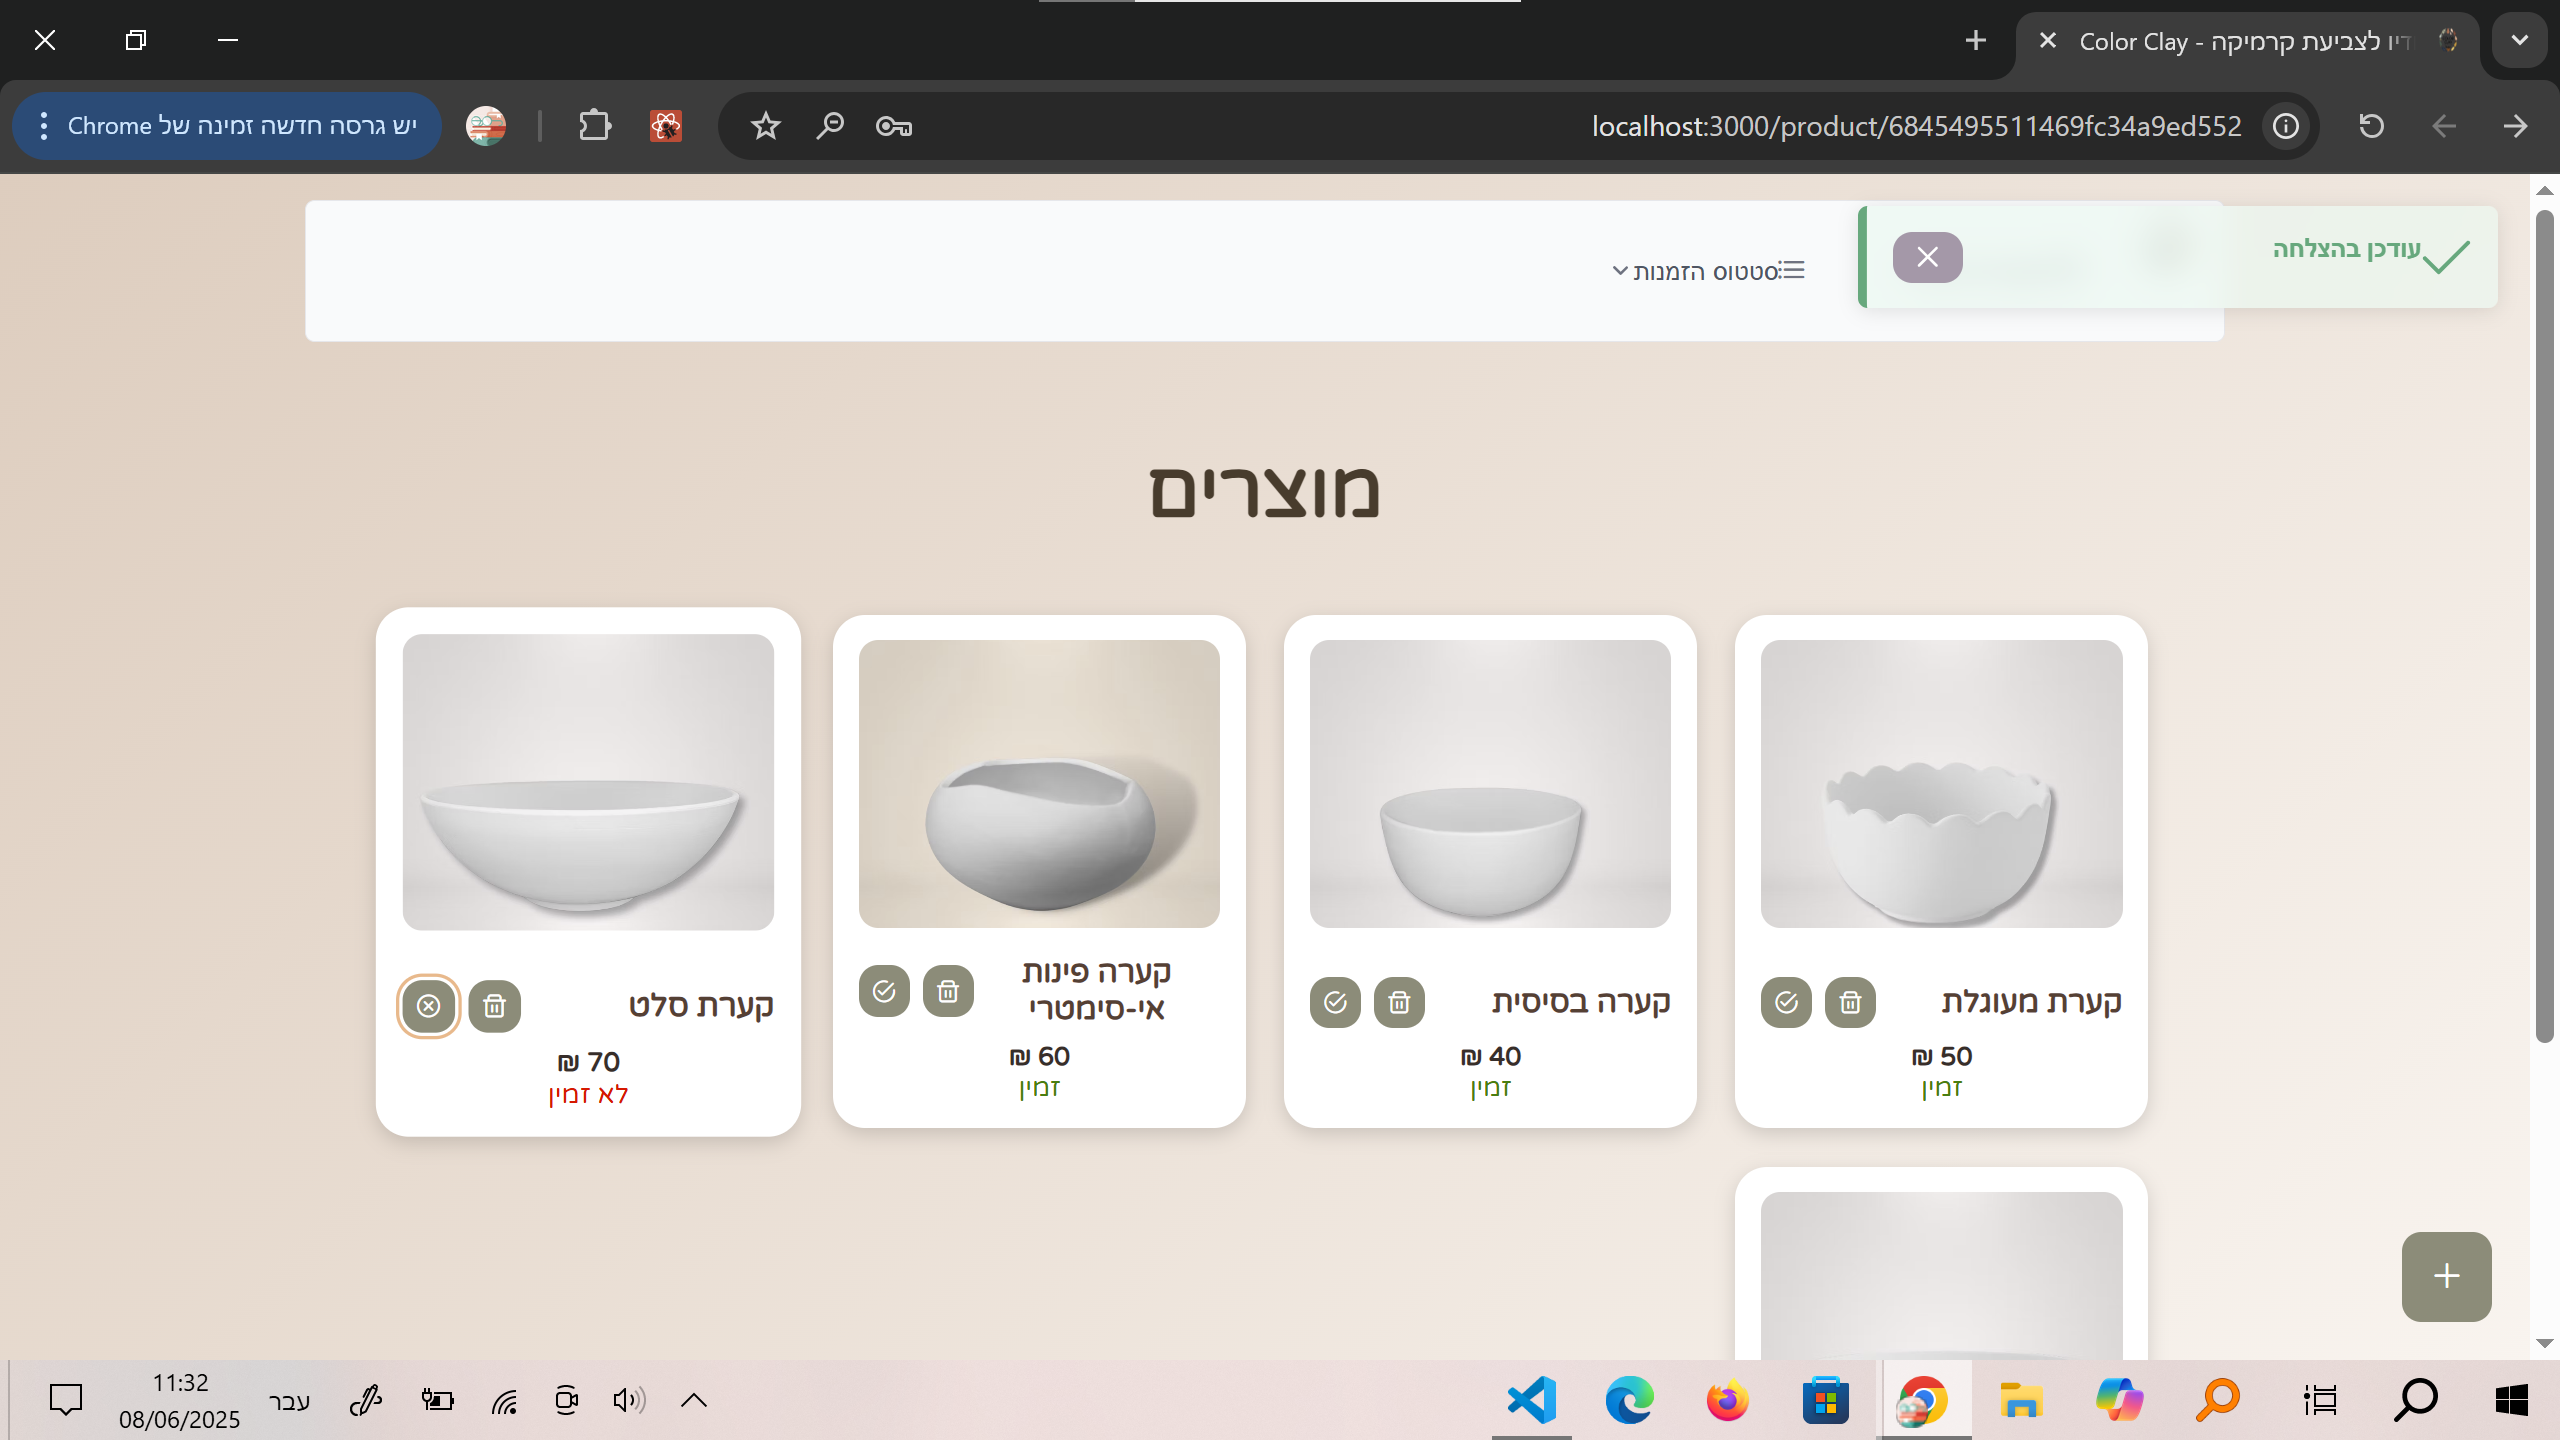 Color Clay - דיו לצביעת קרמיקה
localhost:3000/product/6845495511469fc34a9ed552
יש גרסה חדשה זמינה של Chrome
עודכן בהצלחה
סטטוס הזמנות
מוצרים
קערת מעוגלת
50 ₪
זמין
קערה בסיסית
40 ₪
זמין
קערה פינות
אי-סימטרי
60 ₪
זמין
קערת סלט
70 ₪
לא זמין
עבר
11:32
08/06/2025